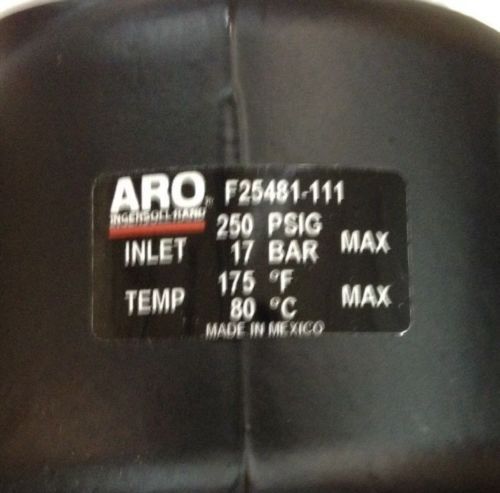 ARO® F25481-111
INGERSOLL-RAND
250 PSIG
INLET 17 BAR MAX
175 °F
TEMP 80 °C MAX
MADE IN MEXICO